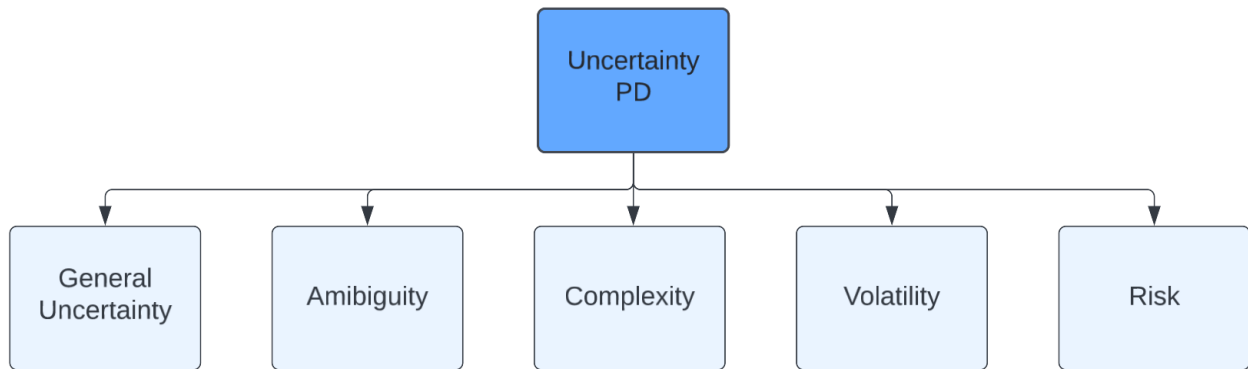 Uncertainty
PD
General
Uncertainty
Amibiguity
Complexity
Volatility
Risk